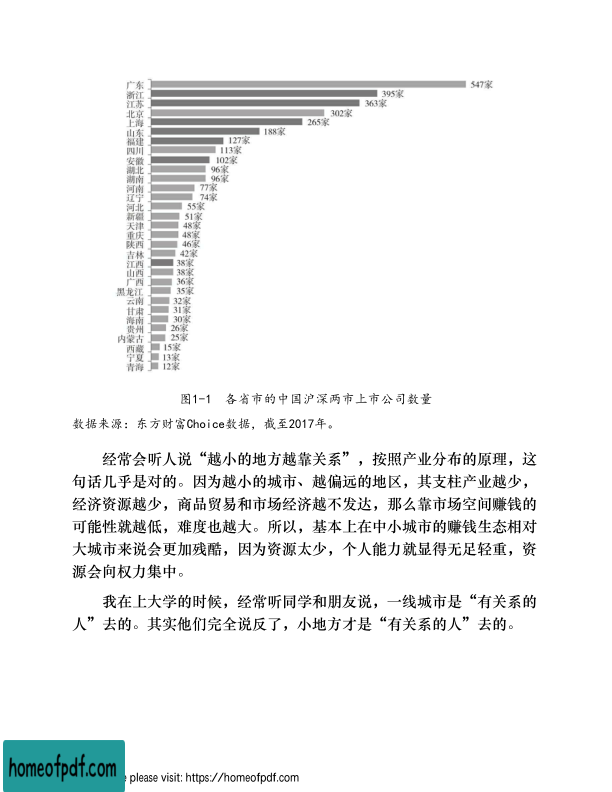 广东 547家
浙江 395家
江苏 363家
北京 302家
上海 265家
山东 188家
福建 127家
四川 113家
安徽 102家
湖北 96家
湖南 96家
河南 77家
辽宁 74家
河北 55家
新疆 51家
天津 48家
重庆 48家
陕西 46家
吉林 42家
江西 38家
山西 38家
广西 36家
黑龙江 35家
云南 32家
甘肃 31家
海南 30家
贵州 26家
内蒙古 25家
西藏 15家
宁夏 13家
青海 12家
图1-1 各省市的中国沪深两市上市公司数量
数据来源：东方财富Choice数据，截至2017年。
经常会听人说“越小的地方越靠关系”，按照产业分布的原理，这
句话几乎是对的。因为越小的城市、越偏远的地区，其支柱产业越少，
经济资源越少，商品贸易和市场经济越不发达，那么靠市场空间赚钱的
可能性就越低，难度也越大。所以，基本上在中小城市的赚钱生态相对
大城市来说会更加残酷，因为资源太少，个人能力就显得无足轻重，资
源会向权力集中。
我在上大学的时候，经常听同学和朋友说，一线城市是“有关系的
人”去的。其实他们完全说反了，小地方才是“有关系的人”去的。
homeofpdf.com
please visit: https://homeofpdf.com